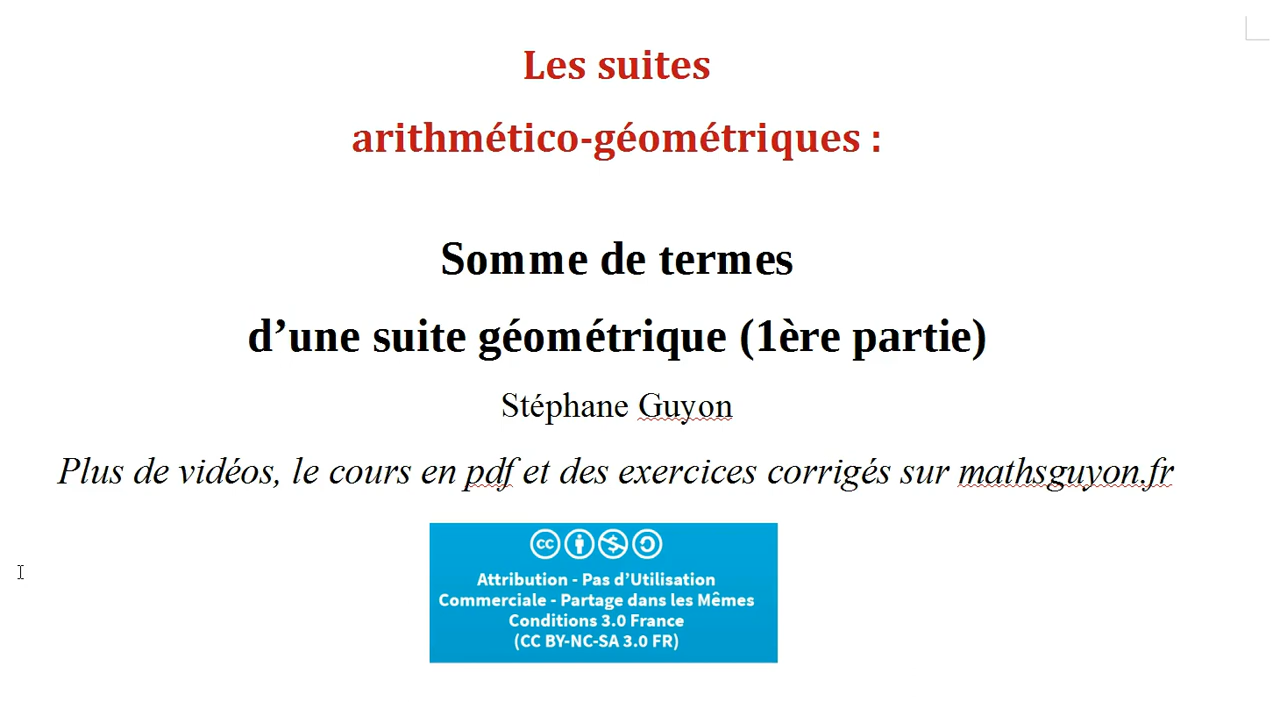 Les suites
arithmético-géométriques :
Somme de termes
d’une suite géométrique (1ère partie)
Stéphane Guyon
Plus de vidéos, le cours en pdf et des exercices corrigés sur mathsguyon.fr
cc
Attribution - Pas d’Utilisation
Commerciale - Partage dans les Mêmes
Conditions 3.0 France
(CC BY-NC-SA 3.0 FR)